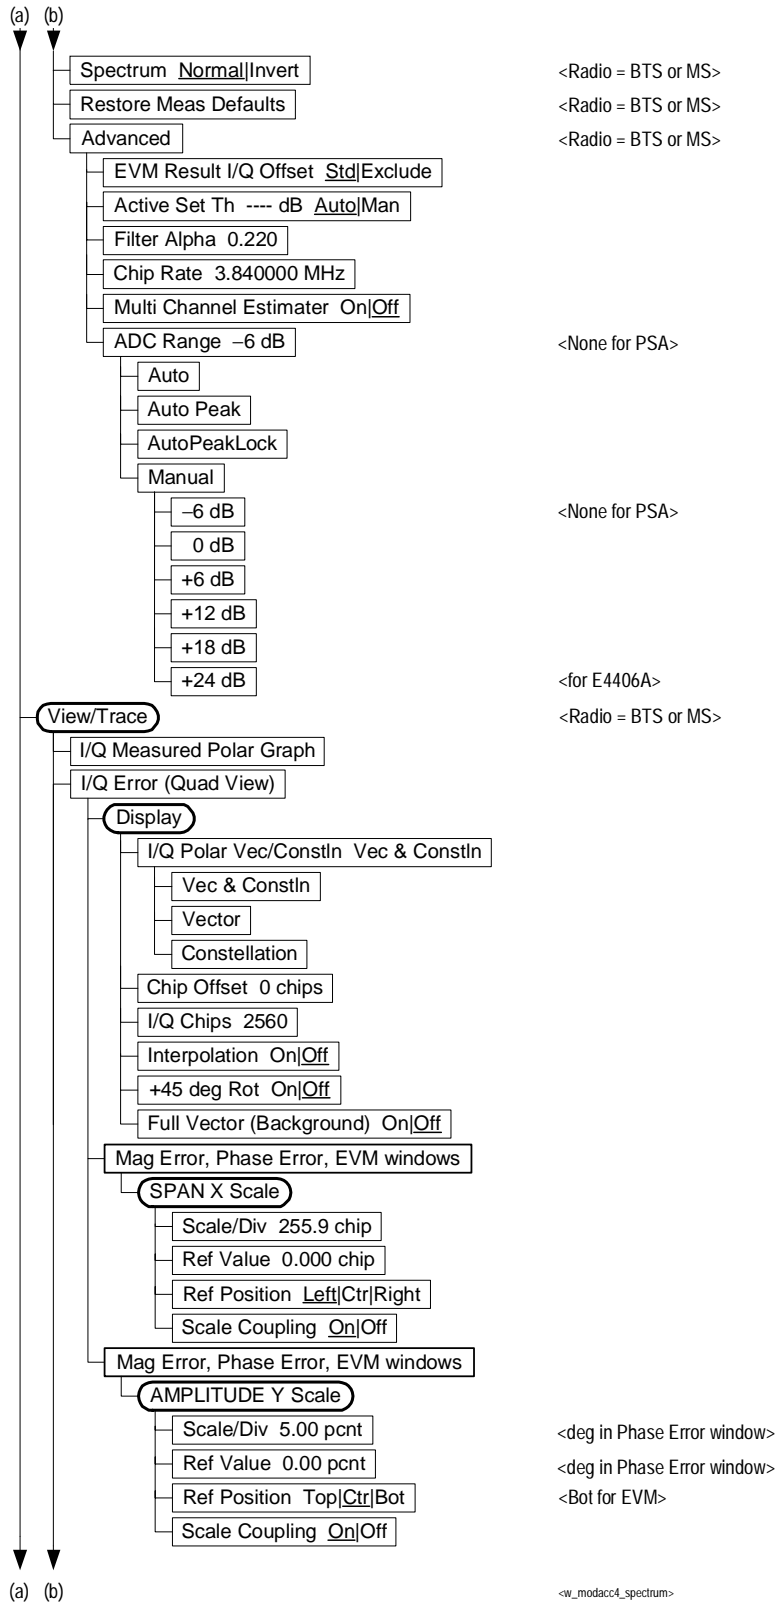 (a) (b)
Spectrum Normal|Invert <Radio = BTS or MS>
Restore Meas Defaults <Radio = BTS or MS>
Advanced <Radio = BTS or MS>
EVM Result I/Q Offset Std|Exclude
Active Set Th ---- dB Auto|Man
Filter Alpha 0.220
Chip Rate 3.840000 MHz
Multi Channel Estimater On|Off
ADC Range −6 dB <None for PSA>
Auto
Auto Peak
AutoPeakLock
Manual
−6 dB <None for PSA>
0 dB
+6 dB
+12 dB
+18 dB
+24 dB <for E4406A>
View/Trace <Radio = BTS or MS>
I/Q Measured Polar Graph
I/Q Error (Quad View)
Display
I/Q Polar Vec/Constln Vec & Constln
Vec & Constln
Vector
Constellation
Chip Offset 0 chips
I/Q Chips 2560
Interpolation On|Off
+45 deg Rot On|Off
Full Vector (Background) On|Off
Mag Error, Phase Error, EVM windows
SPAN X Scale
Scale/Div 255.9 chip
Ref Value 0.000 chip
Ref Position Left|Ctr|Right
Scale Coupling On|Off
Mag Error, Phase Error, EVM windows
AMPLITUDE Y Scale
Scale/Div 5.00 pcnt <deg in Phase Error window>
Ref Value 0.00 pcnt <deg in Phase Error window>
Ref Position Top|Ctr|Bot <Bot for EVM>
Scale Coupling On|Off
(a) (b) <w_modacc4_spectrum>